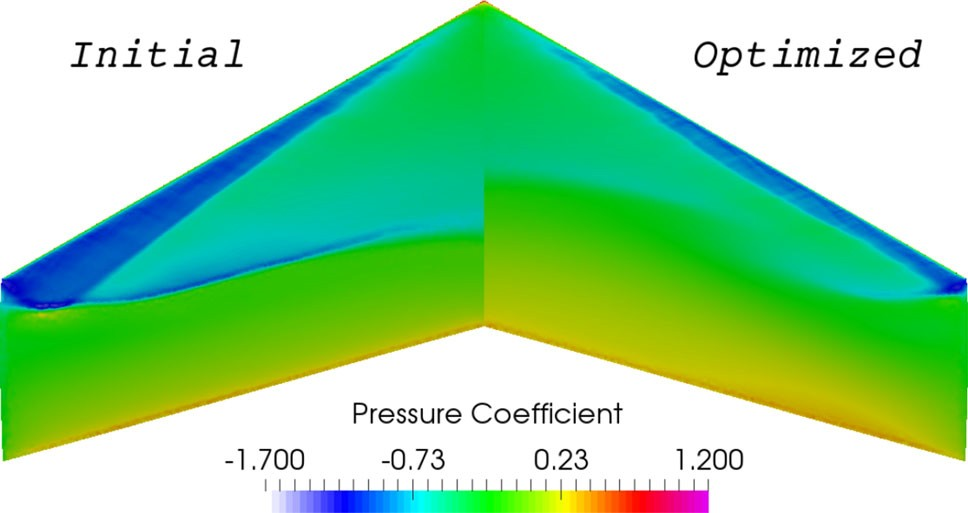 Initial
Optimized
Pressure Coefficient
-1.700 -0.73 0.23 1.200